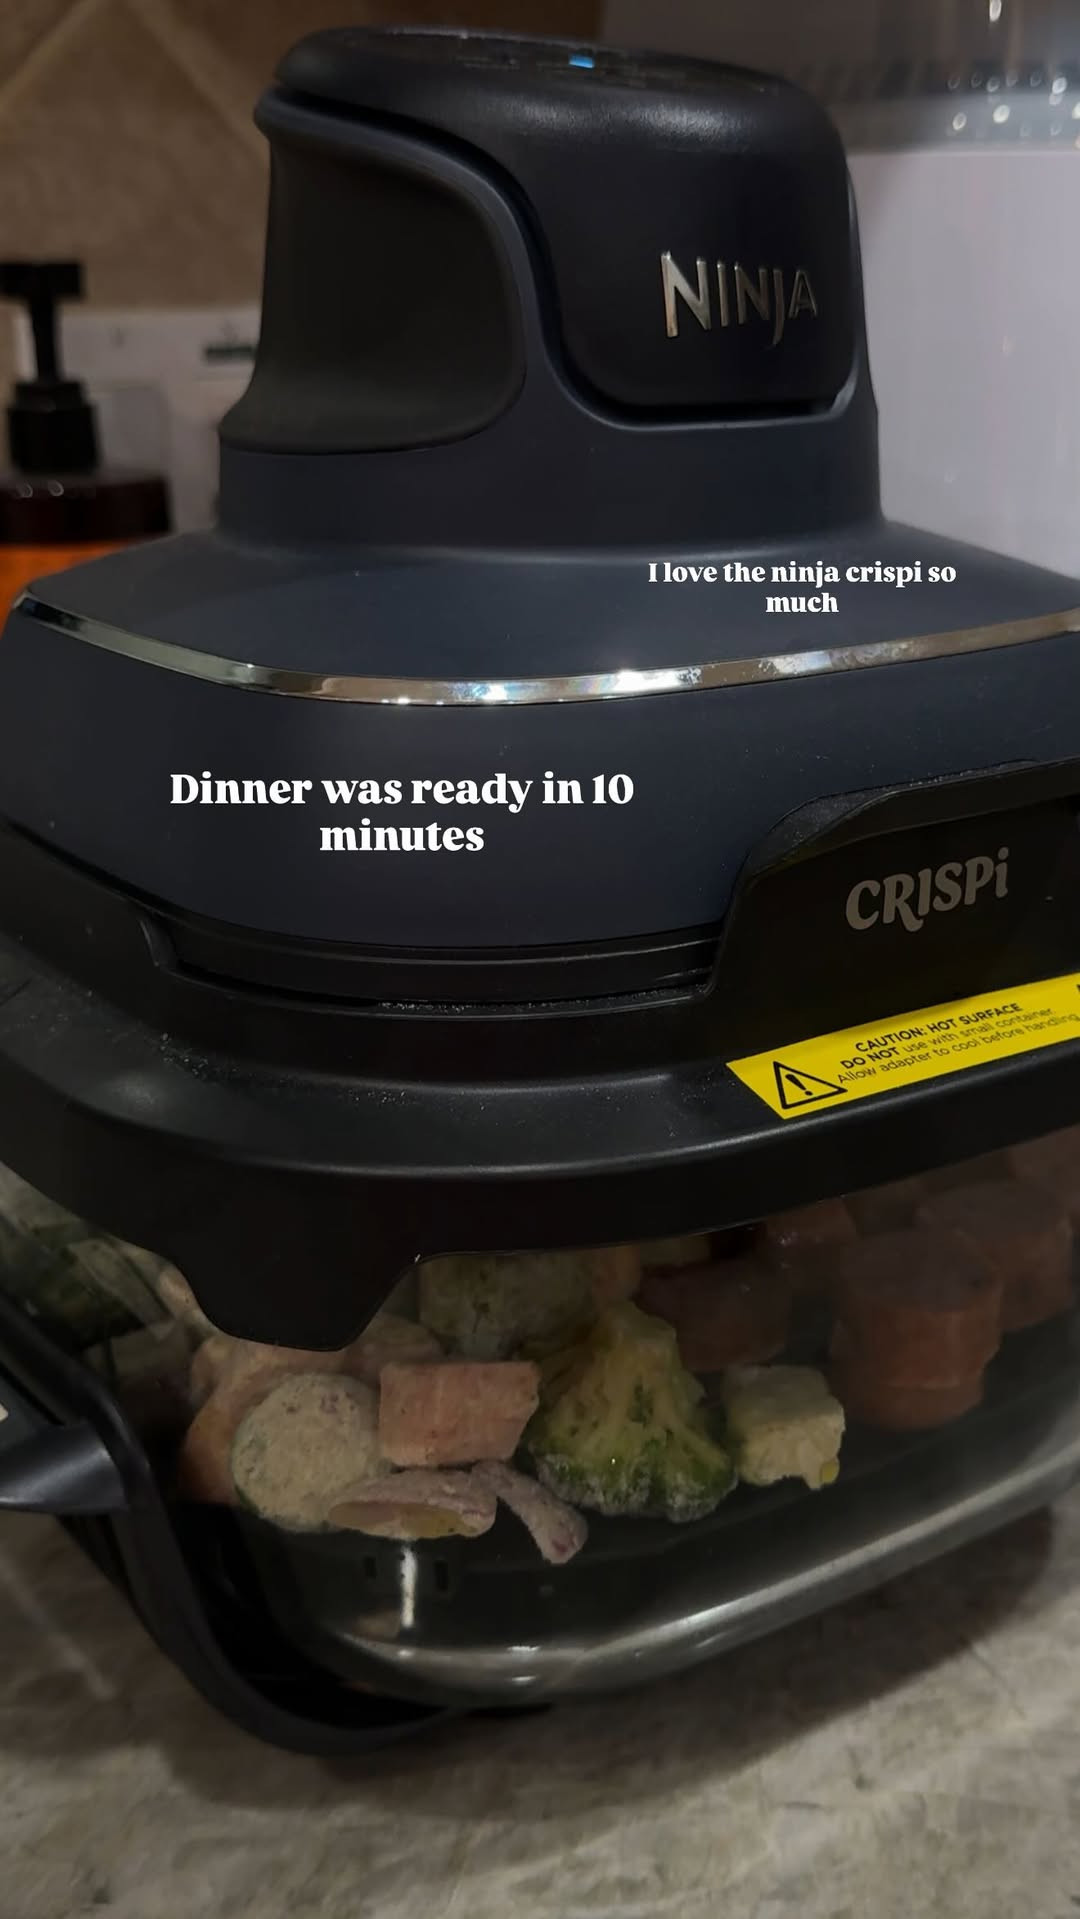 NINJA
I love the ninja crispi so
much
Dinner was ready in 10
minutes
CRISPi
CAUTION: HOT SURFACE
DO NOT use with small container.
Allow adapter to cool before handling.